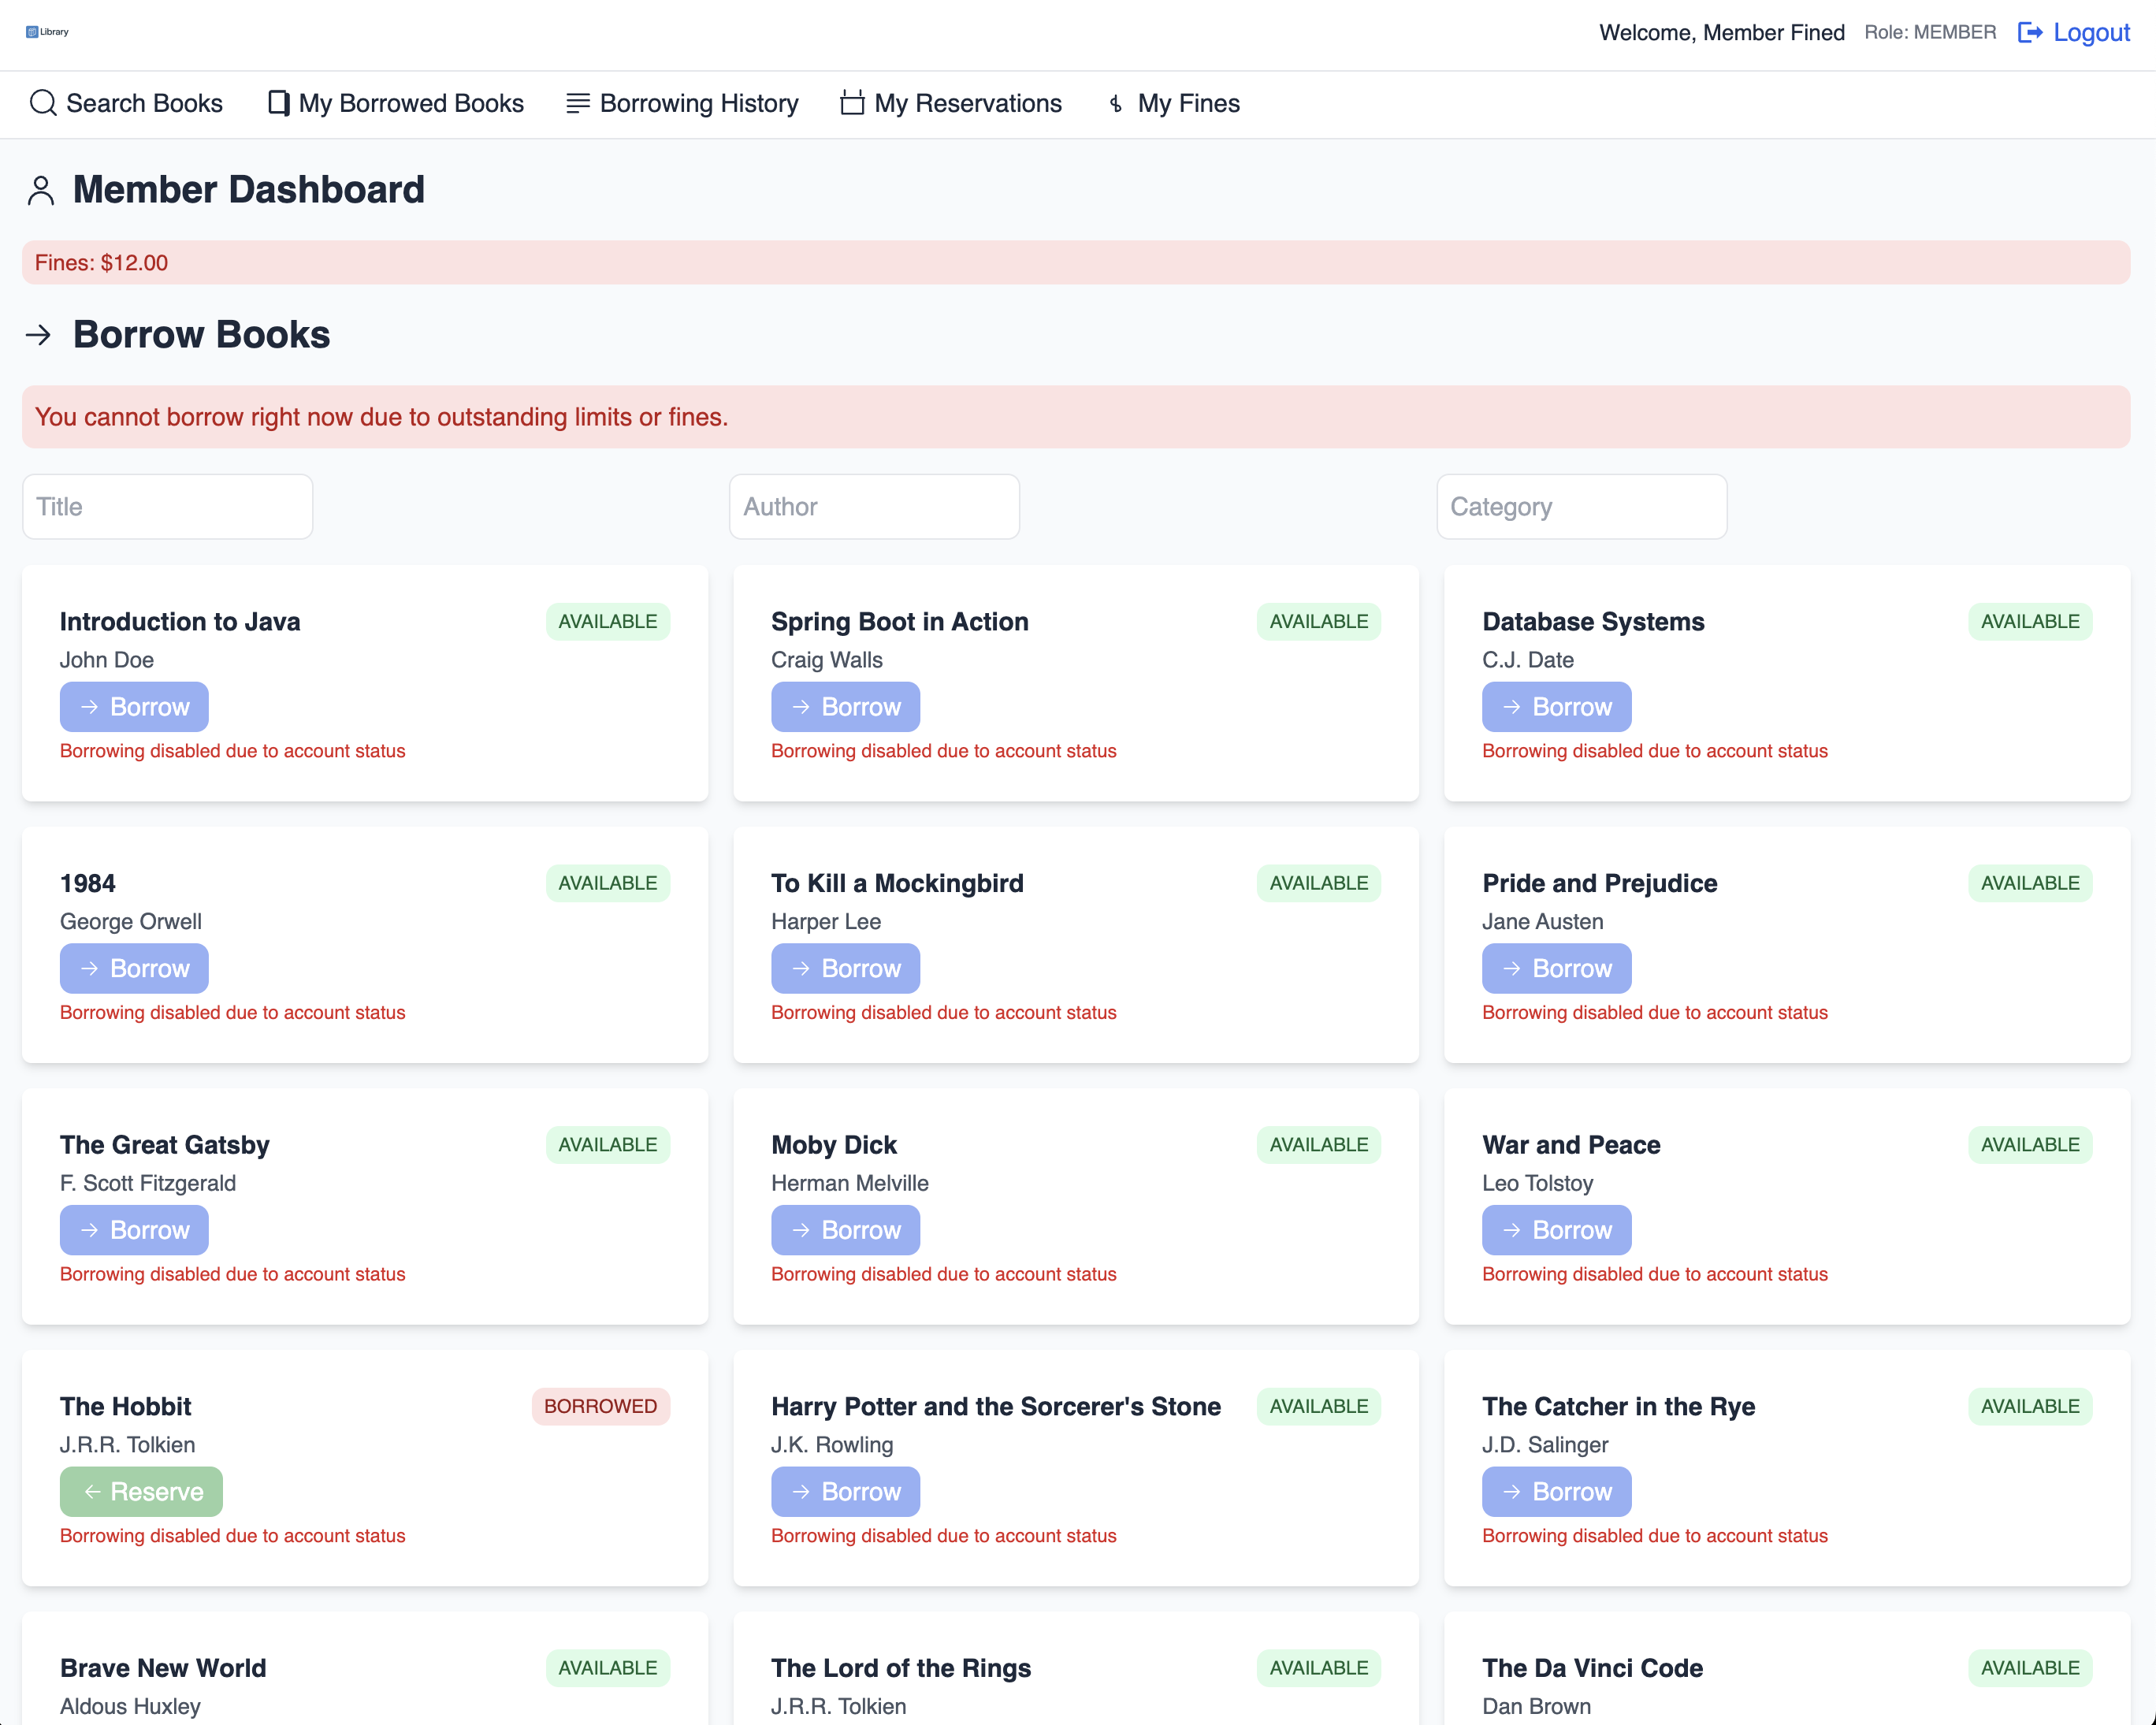 Library
Welcome, Member Fined Role: MEMBER Logout
Search Books My Borrowed Books Borrowing History My Reservations $ My Fines
Member Dashboard
Fines: $12.00
→ Borrow Books
You cannot borrow right now due to outstanding limits or fines.
Title Author Category
Introduction to Java AVAILABLE
John Doe
→ Borrow
Borrowing disabled due to account status
Spring Boot in Action AVAILABLE
Craig Walls
→ Borrow
Borrowing disabled due to account status
Database Systems AVAILABLE
C.J. Date
→ Borrow
Borrowing disabled due to account status
1984 AVAILABLE
George Orwell
→ Borrow
Borrowing disabled due to account status
To Kill a Mockingbird AVAILABLE
Harper Lee
→ Borrow
Borrowing disabled due to account status
Pride and Prejudice AVAILABLE
Jane Austen
→ Borrow
Borrowing disabled due to account status
The Great Gatsby AVAILABLE
F. Scott Fitzgerald
→ Borrow
Borrowing disabled due to account status
Moby Dick AVAILABLE
Herman Melville
→ Borrow
Borrowing disabled due to account status
War and Peace AVAILABLE
Leo Tolstoy
→ Borrow
Borrowing disabled due to account status
The Hobbit BORROWED
J.R.R. Tolkien
← Reserve
Borrowing disabled due to account status
Harry Potter and the Sorcerer's Stone AVAILABLE
J.K. Rowling
→ Borrow
Borrowing disabled due to account status
The Catcher in the Rye AVAILABLE
J.D. Salinger
→ Borrow
Borrowing disabled due to account status
Brave New World AVAILABLE
Aldous Huxley
The Lord of the Rings AVAILABLE
J.R.R. Tolkien
The Da Vinci Code AVAILABLE
Dan Brown